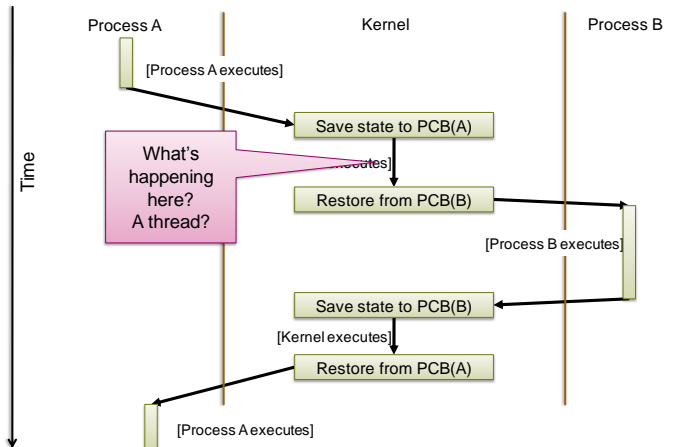 Process A
Kernel
Process B
[Process A executes]
Save state to PCB(A)
What's
happening
here?
A thread?
Restore from PCB(B)
Time
[Process B executes]
Save state to PCB(B)
[Kernel executes]
Restore from PCB(A)
[Process A executes]